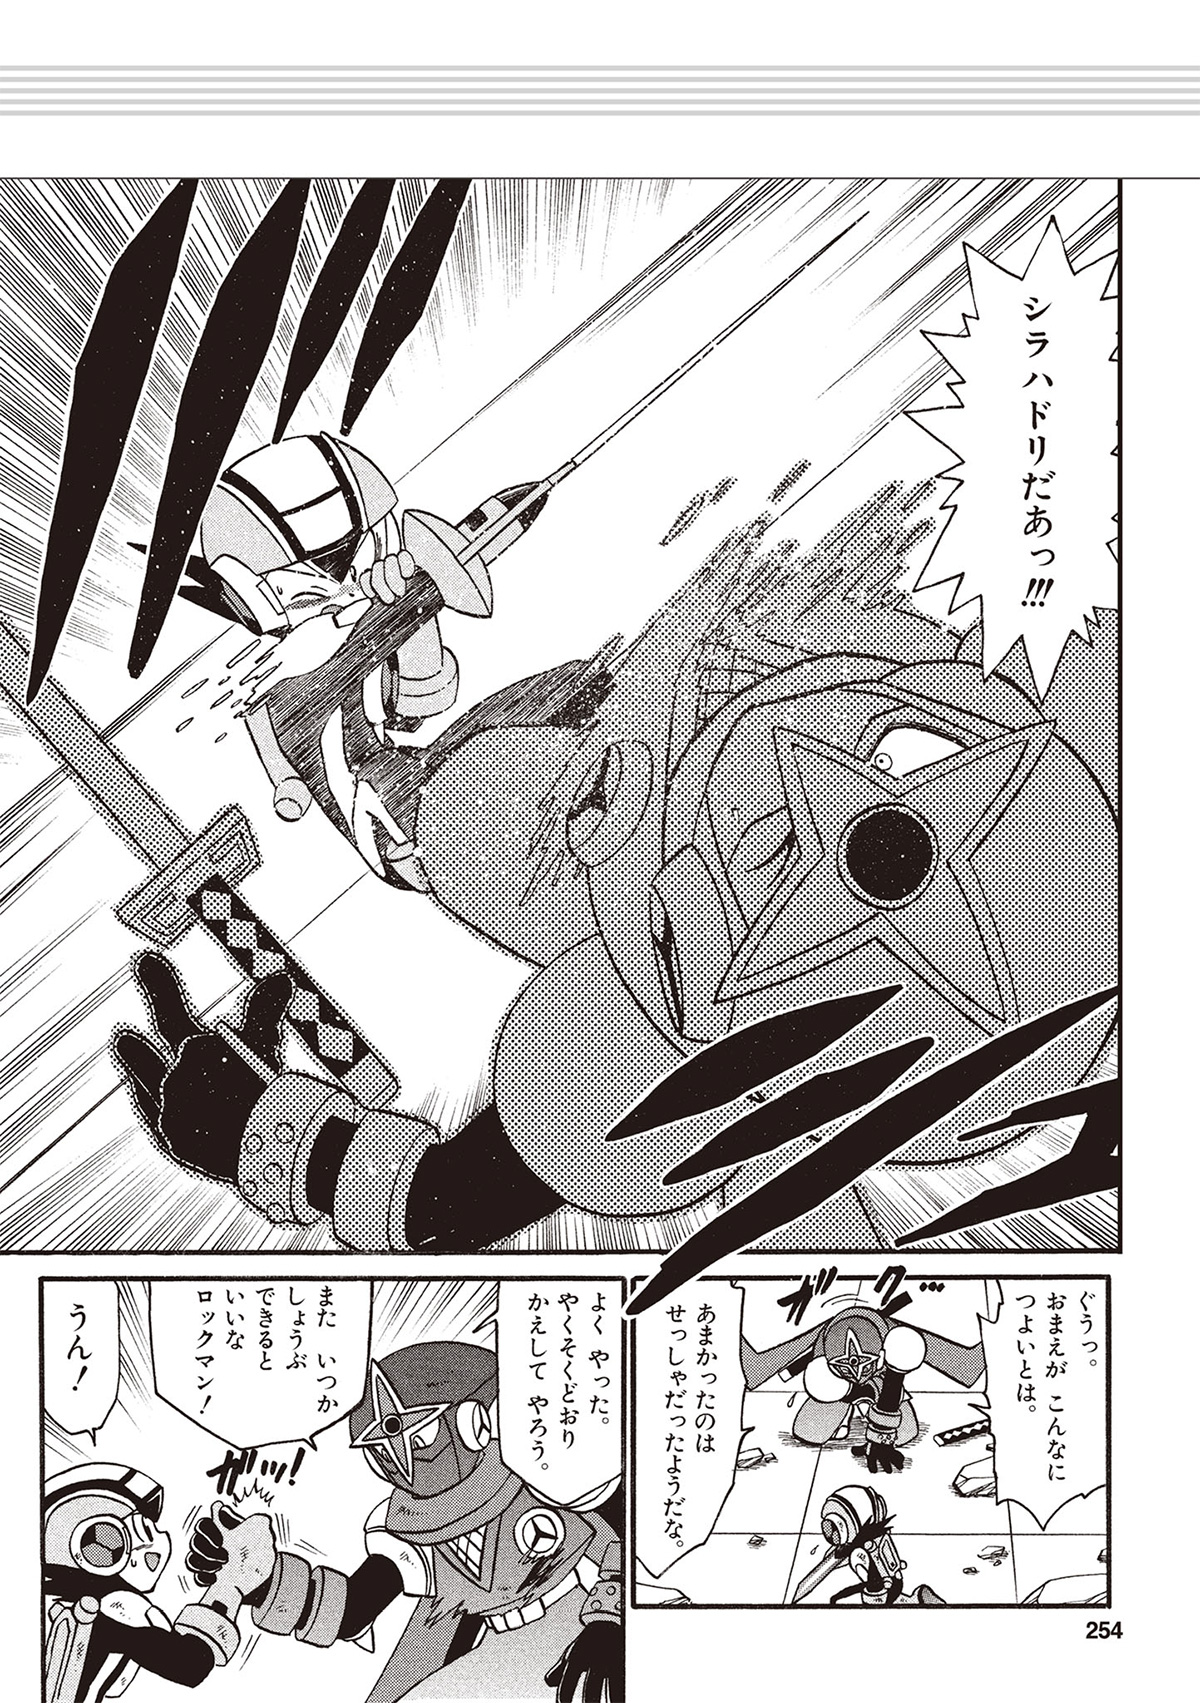 シラハドリだあっ!!!
ガクッ…
ぐうっ。
おまえが こんなに
つよいとは。
あまかったのは
せっしゃだったようだな。
よく やった。
やくそくどおり
かえして やろう。
また いつか
しょうぶ
できると
いいな
ロックマン!
ガッ!
うん!
254